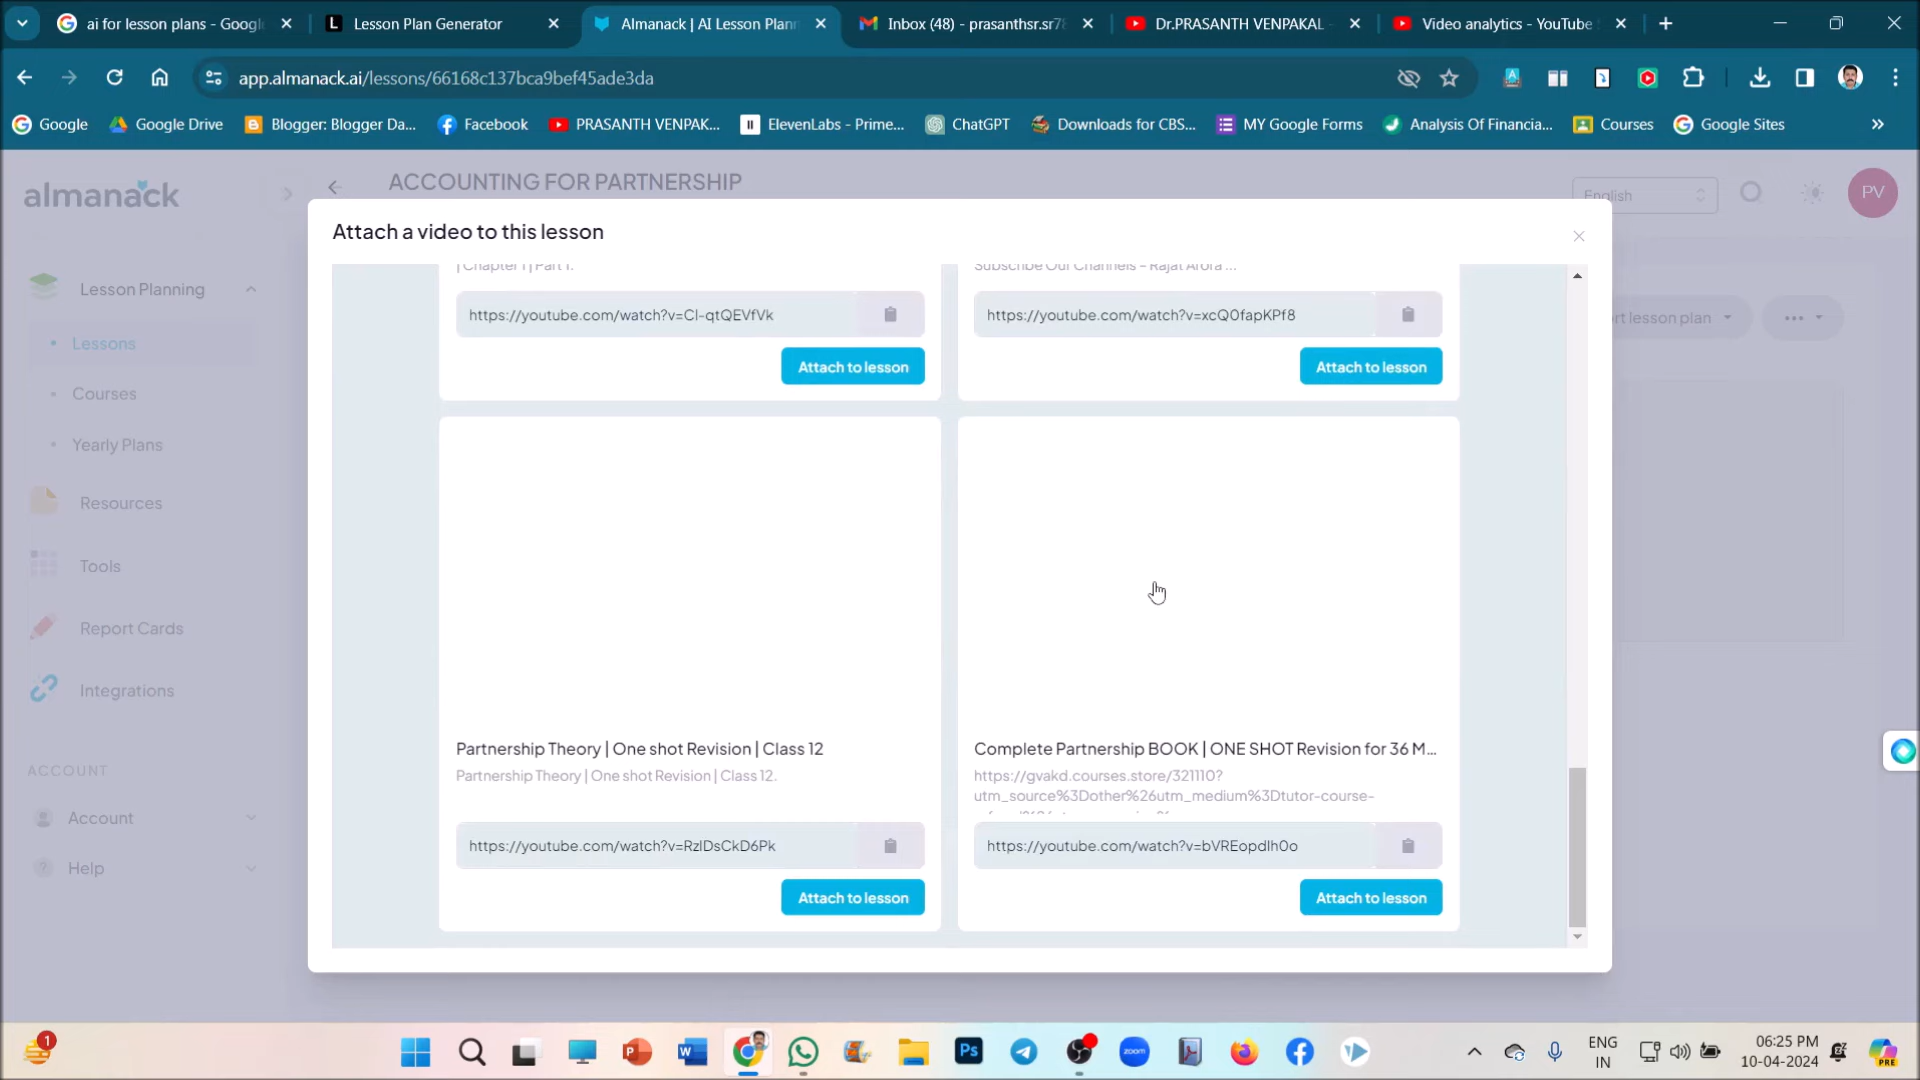 ai for lesson plans - Googl
Lesson Plan Generator
Almanack | AI Lesson Plan
Inbox (48) - prasanthsr.sr78
Dr.PRASANTH VENPAKAL -
Video analytics - YouTube
app.almanack.ai/lessons/66168c137bca9bef45ade3da
Google
Google Drive
Blogger: Blogger Da...
Facebook
PRASANTH VENPAK...
ElevenLabs - Prime...
ChatGPT
Downloads for CBS...
MY Google Forms
Analysis Of Financia...
Courses
Google Sites
almanack
ACCOUNTING FOR PARTNERSHIP
English
PV
Attach a video to this lesson
Lesson Planning
Lessons
Courses
Yearly Plans
Resources
Tools
Report Cards
Integrations
ACCOUNT
Account
Help
rt lesson plan
| Chapter 1 | Part 1.
Subscribe Our Channels - Rajat Arora ...
https://youtube.com/watch?v=CI-qtQEVfVk
https://youtube.com/watch?v=xcQ0fapKPf8
Attach to lesson
Attach to lesson
Partnership Theory | One shot Revision | Class 12
Partnership Theory | One shot Revision | Class 12.
Complete Partnership BOOK | ONE SHOT Revision for 36 M...
https://gvakd.courses.store/321110?
utm_source%3Dother%26utm_medium%3Dtutor-course-
https://youtube.com/watch?v=RzIDsCkD6Pk
https://youtube.com/watch?v=bVREopdIh0o
Attach to lesson
Attach to lesson
1
zoom
ENG
IN
06:25 PM
10-04-2024
PRE